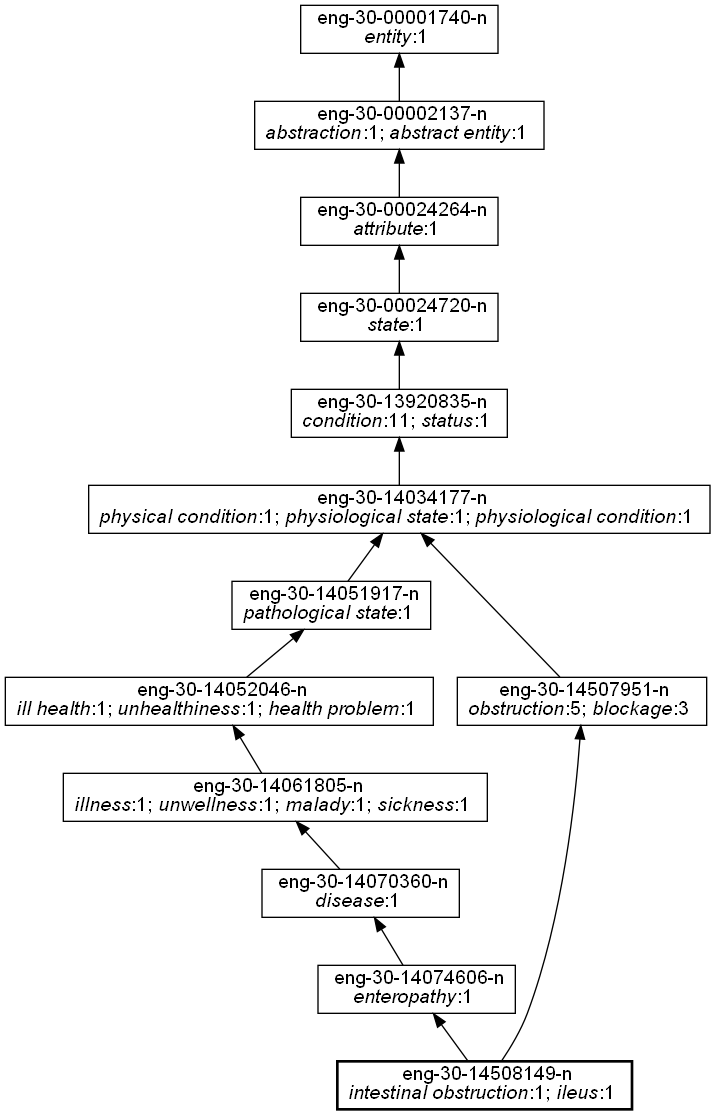 eng-30-00001740-n
entity:1
eng-30-00002137-n
abstraction:1; abstract entity:1
eng-30-00024264-n
attribute:1
eng-30-00024720-n
state:1
eng-30-13920835-n
condition:11; status:1
eng-30-14034177-n
physical condition:1; physiological state:1; physiological condition:1
eng-30-14051917-n
pathological state:1
eng-30-14052046-n
ill health:1; unhealthiness:1; health problem:1
eng-30-14507951-n
obstruction:5; blockage:3
eng-30-14061805-n
illness:1; unwellness:1; malady:1; sickness:1
eng-30-14070360-n
disease:1
eng-30-14074606-n
enteropathy:1
eng-30-14508149-n
intestinal obstruction:1; ileus:1